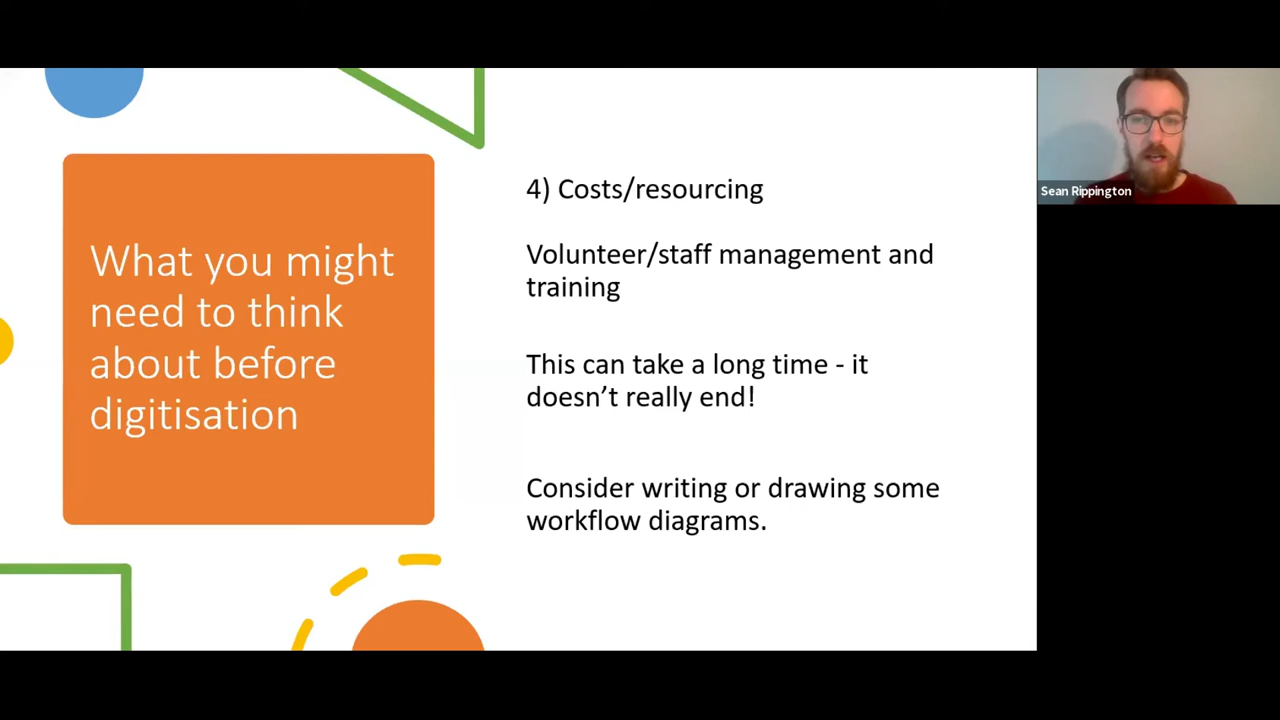 What you might
need to think
about before
digitisation
4) Costs/resourcing
Volunteer/staff management and
training
This can take a long time - it
doesn’t really end!
Consider writing or drawing some
workflow diagrams.
Sean Rippington